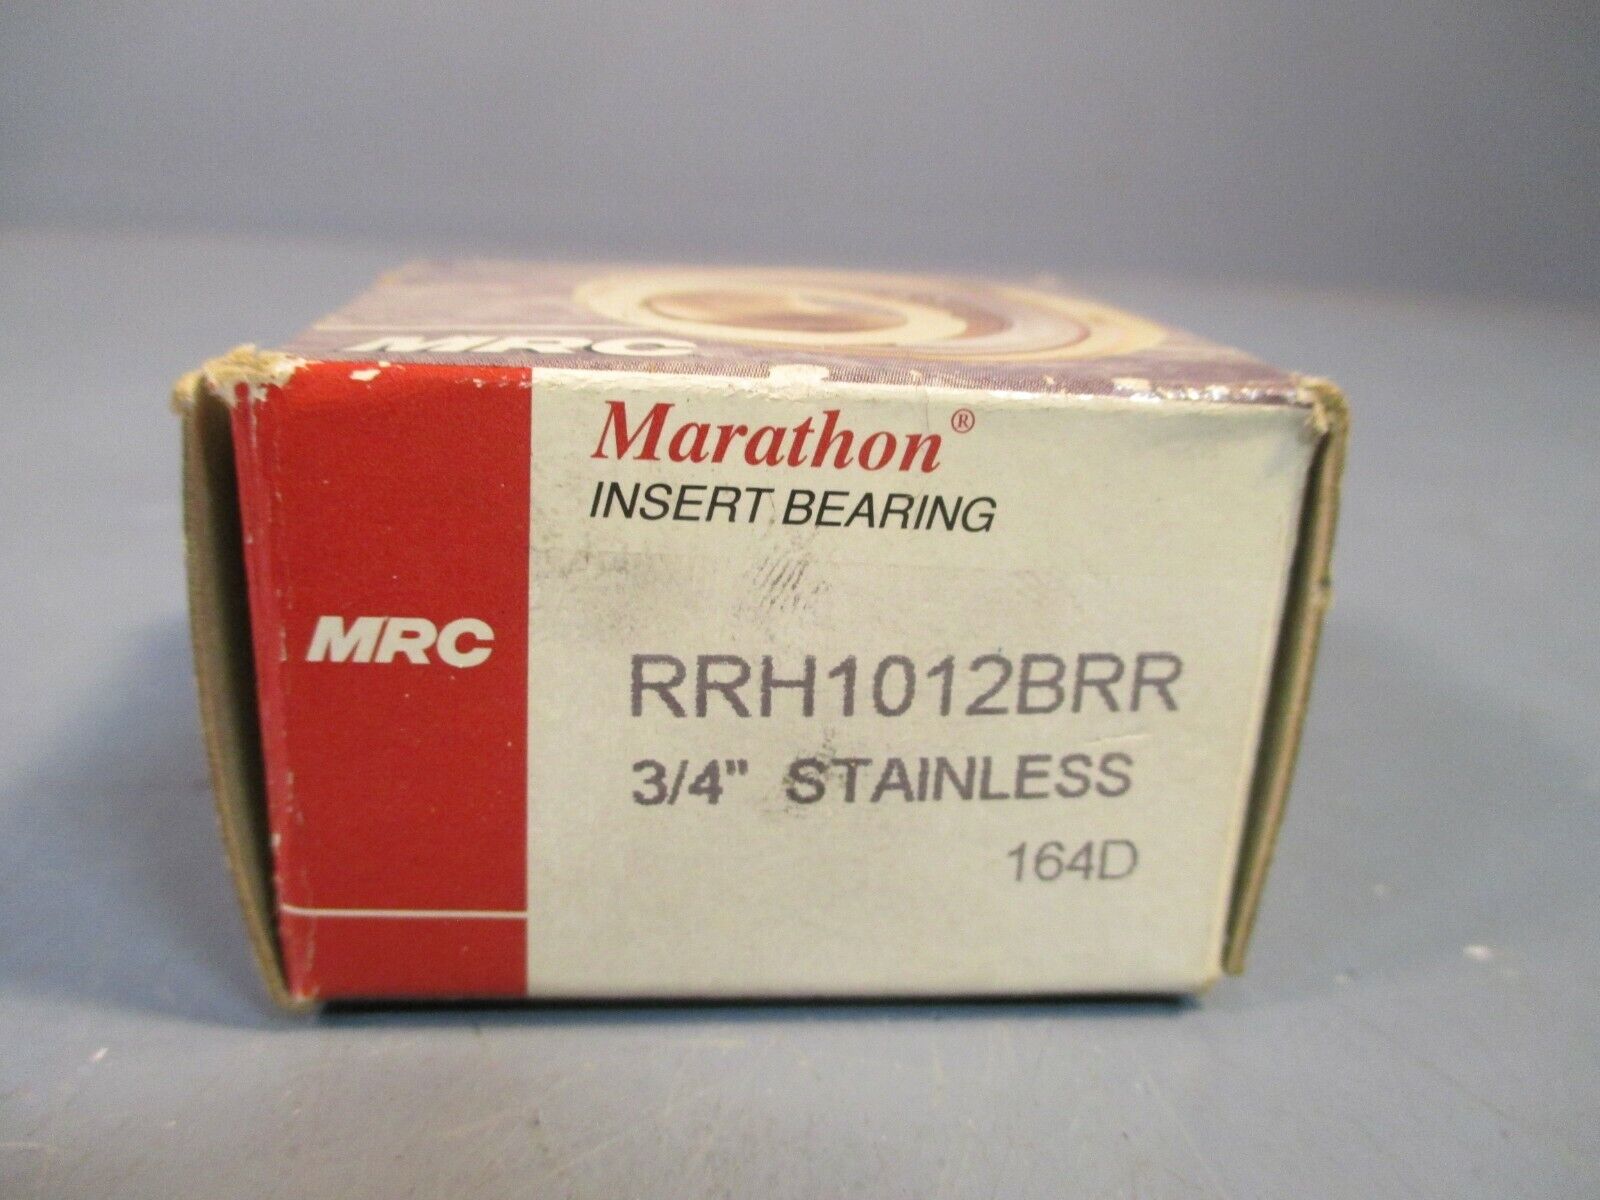 MRC
Marathon®
INSERT BEARING
MRC
RRH1012BRR
3/4" STAINLESS
164D